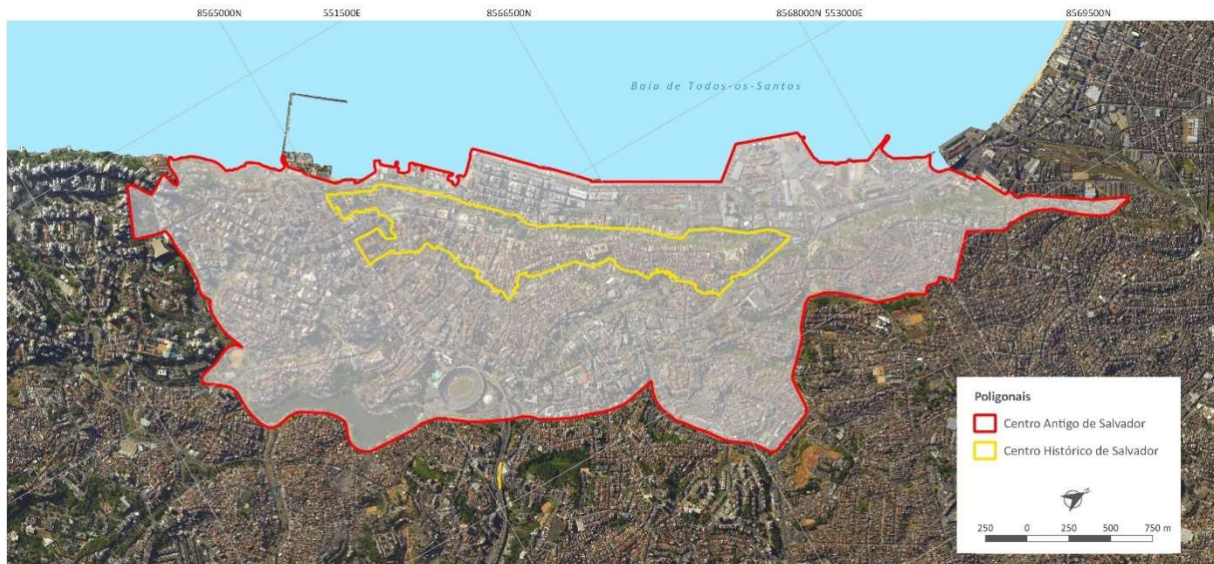 8565000N 551500E 8566500N 8568000N 553000E 8569500N
Baía de Todos-os-Santos
Poligonais
Centro Antigo de Salvador
Centro Histórico de Salvador
250 0 250 500 750 m